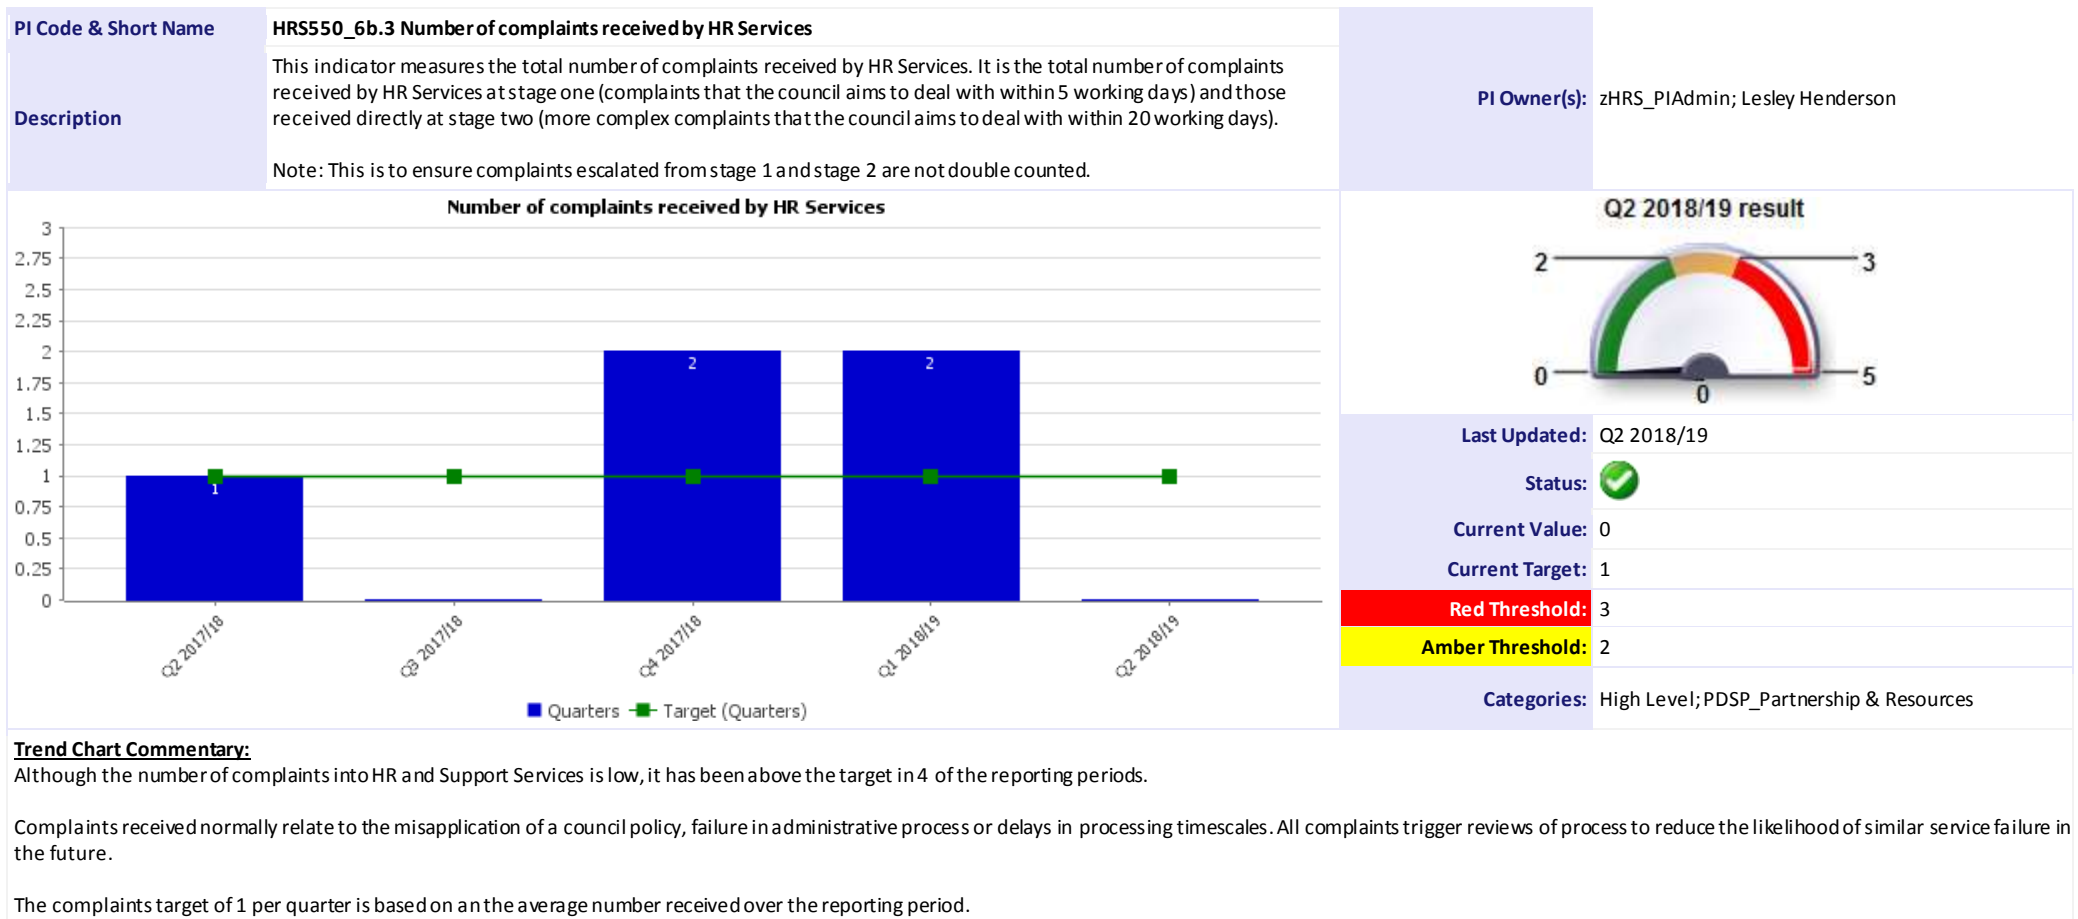 PI Code & Short Name
HRS550_6b.3 Number of complaints received by HR Services
Description
This indicator measures the total number of complaints received by HR Services. It is the total number of complaints
received by HR Services at stage one (complaints that the council aims to deal with within 5 working days) and those
received directly at stage two (more complex complaints that the council aims to deal with within 20 working days).
Note: This is to ensure complaints escalated from stage 1 and stage 2 are not double counted.
PI Owner(s): zHRS_PIAdmin; Lesley Henderson
Number of complaints received by HR Services
3
2.75
2.5
2.25
2
1.75
1.5
1.25
1
0.75
0.5
0.25
0
1
2
2
Q2 2017/18
Q3 2017/18
Q4 2017/18
Q1 2018/19
Q2 2018/19
Quarters
Target (Quarters)
Q2 2018/19 result
2
3
0
5
0
Last Updated: Q2 2018/19
Status:
Current Value: 0
Current Target: 1
Red Threshold: 3
Amber Threshold: 2
Categories: High Level; PDSP_Partnership & Resources
Trend Chart Commentary:
Although the number of complaints into HR and Support Services is low, it has been above the target in 4 of the reporting periods.
Complaints received normally relate to the misapplication of a council policy, failure in administrative process or delays in processing timescales. All complaints trigger reviews of process to reduce the likelihood of similar service failure in
the future.
The complaints target of 1 per quarter is based on an the average number received over the reporting period.